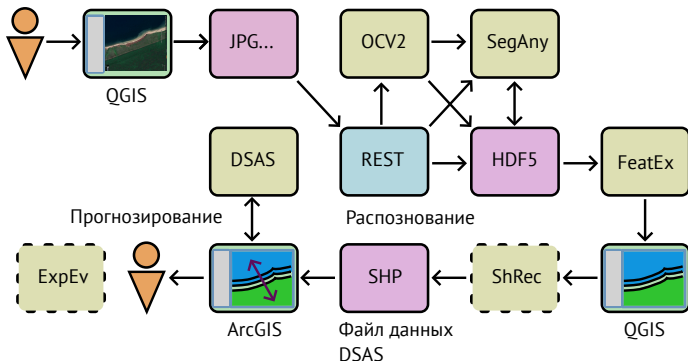 JPG...
OCV2
SegAny
QGIS
DSAS
REST
HDF5
FeatEx
Прогнозирование
Распознование
ExpEv
SHP
ShRec
ArcGIS
Файл данных
DSAS
QGIS